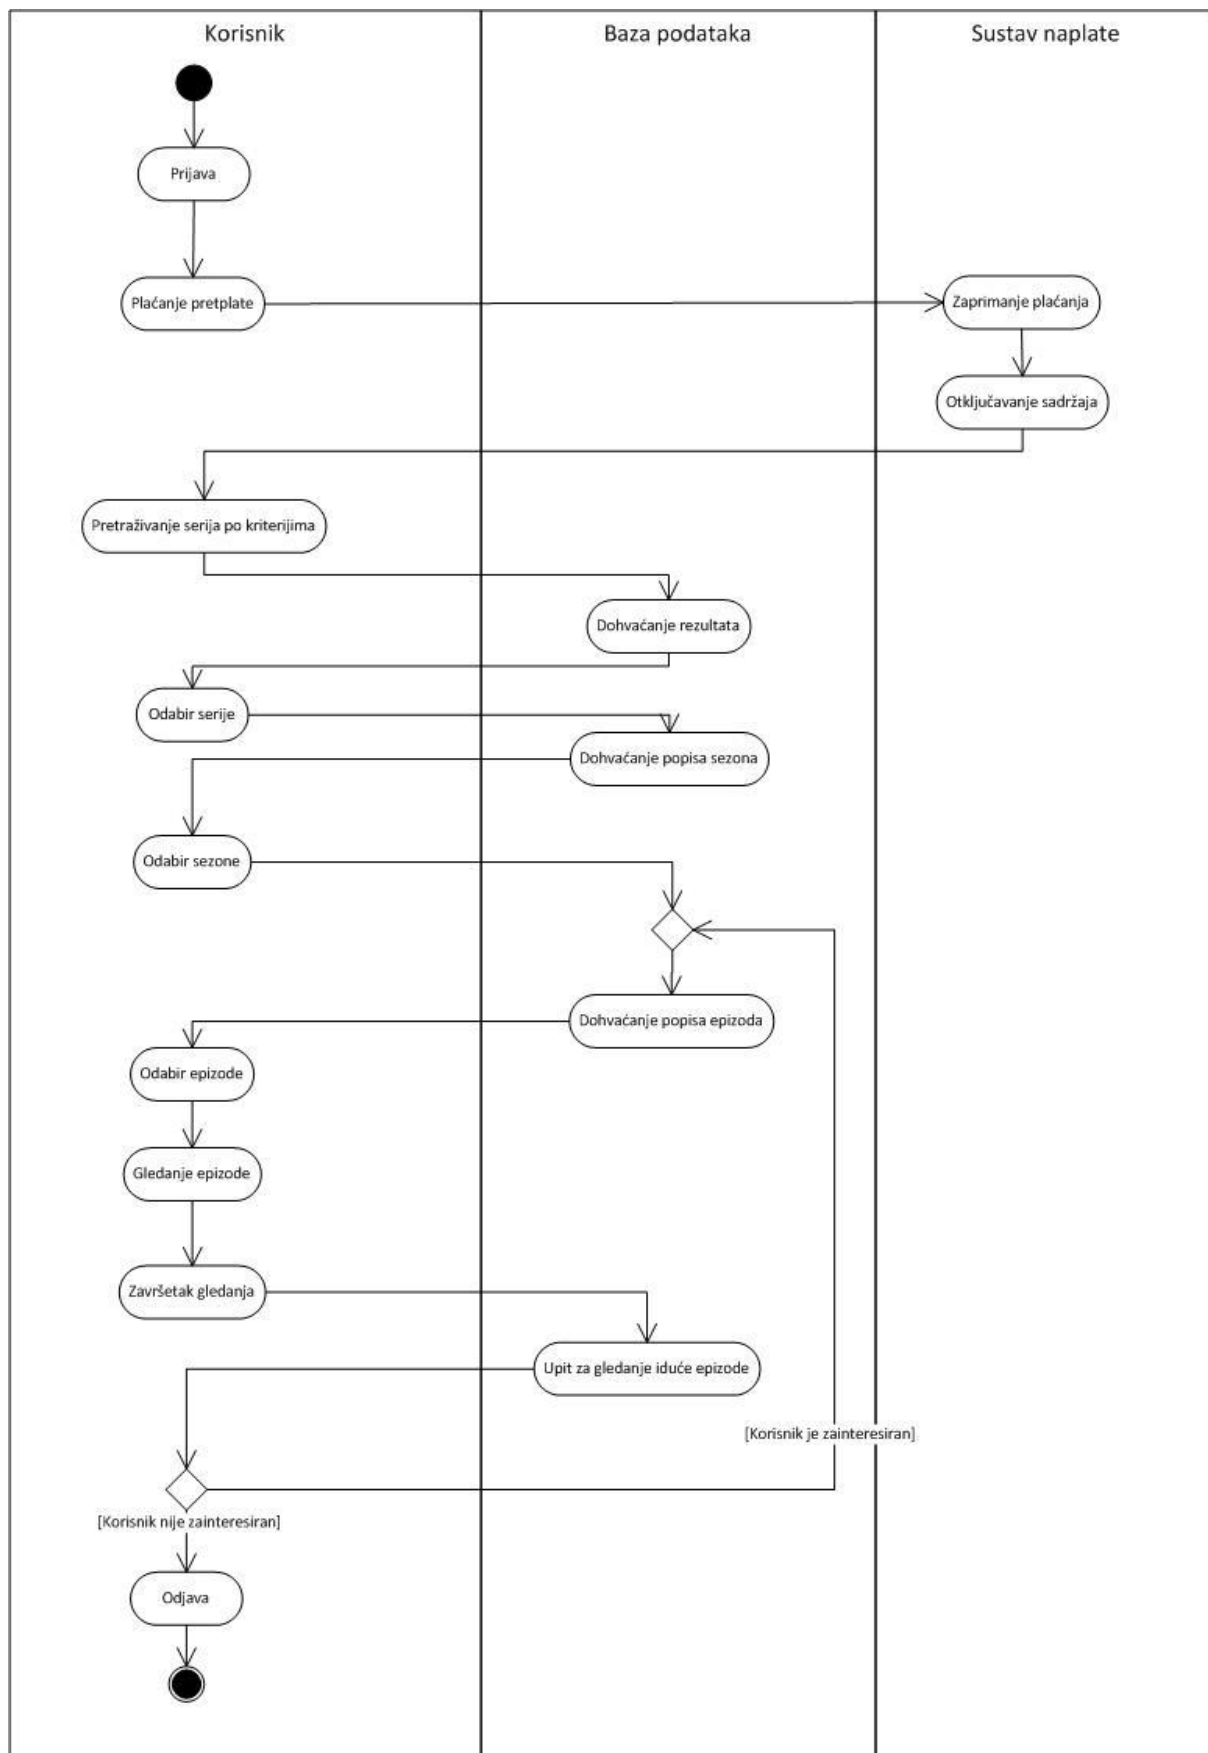 Korisnik
Baza podataka
Sustav naplate
Prijava
Plaćanje pretplate
Zaprimanje plaćanja
Otključavanje sadržaja
Pretraživanje serija po kriterijima
Dohvaćanje rezultata
Odabir serije
Dohvaćanje popisa sezona
Odabir sezone
Dohvaćanje popisa epizoda
Odabir epizode
Gledanje epizode
Završetak gledanja
Upit za gledanje iduće epizode
[Korisnik je zainteresiran]
[Korisnik nije zainteresiran]
Odjava